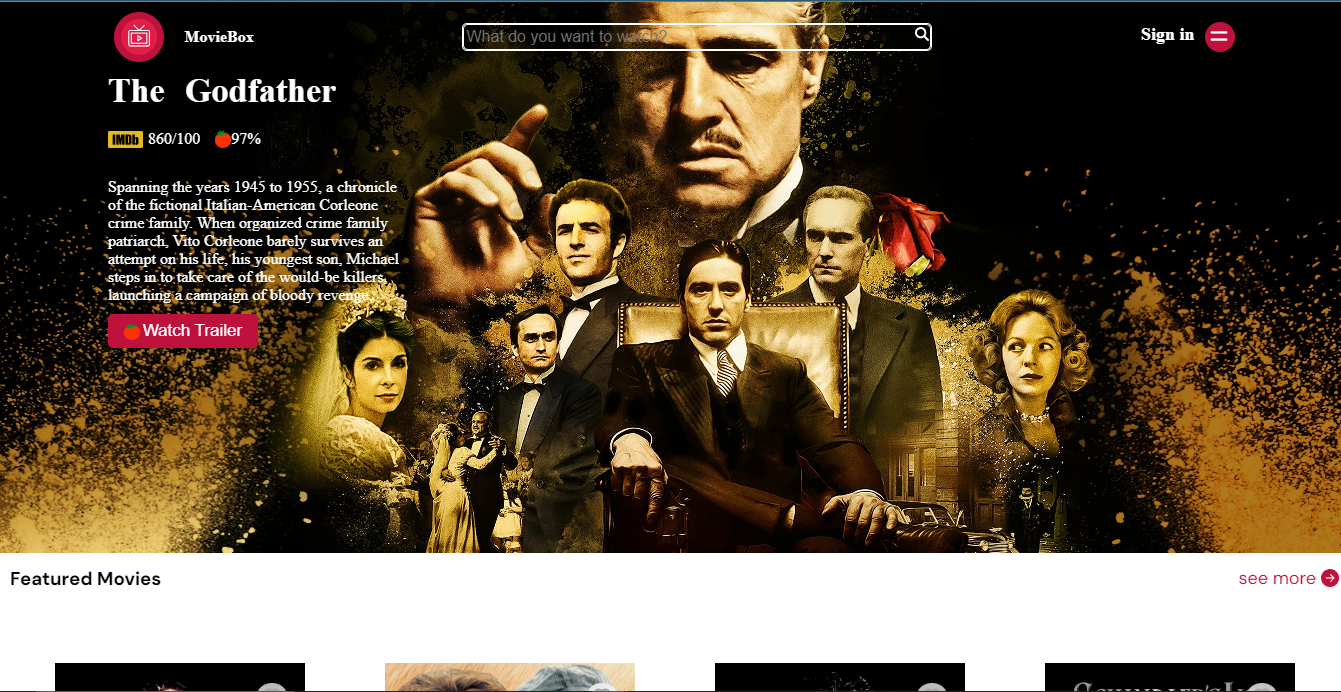 MovieBox
What do you want to watch?
Sign in
The Godfather
IMDb 860/100 97%
Spanning the years 1945 to 1955, a chronicle
of the fictional Italian-American Corleone
crime family. When organized crime family
patriarch, Vito Corleone barely survives an
attempt on his life, his youngest son, Michael
steps in to take care of the would-be killers,
launching a campaign of bloody revenge.
Watch Trailer
Featured Movies
see more